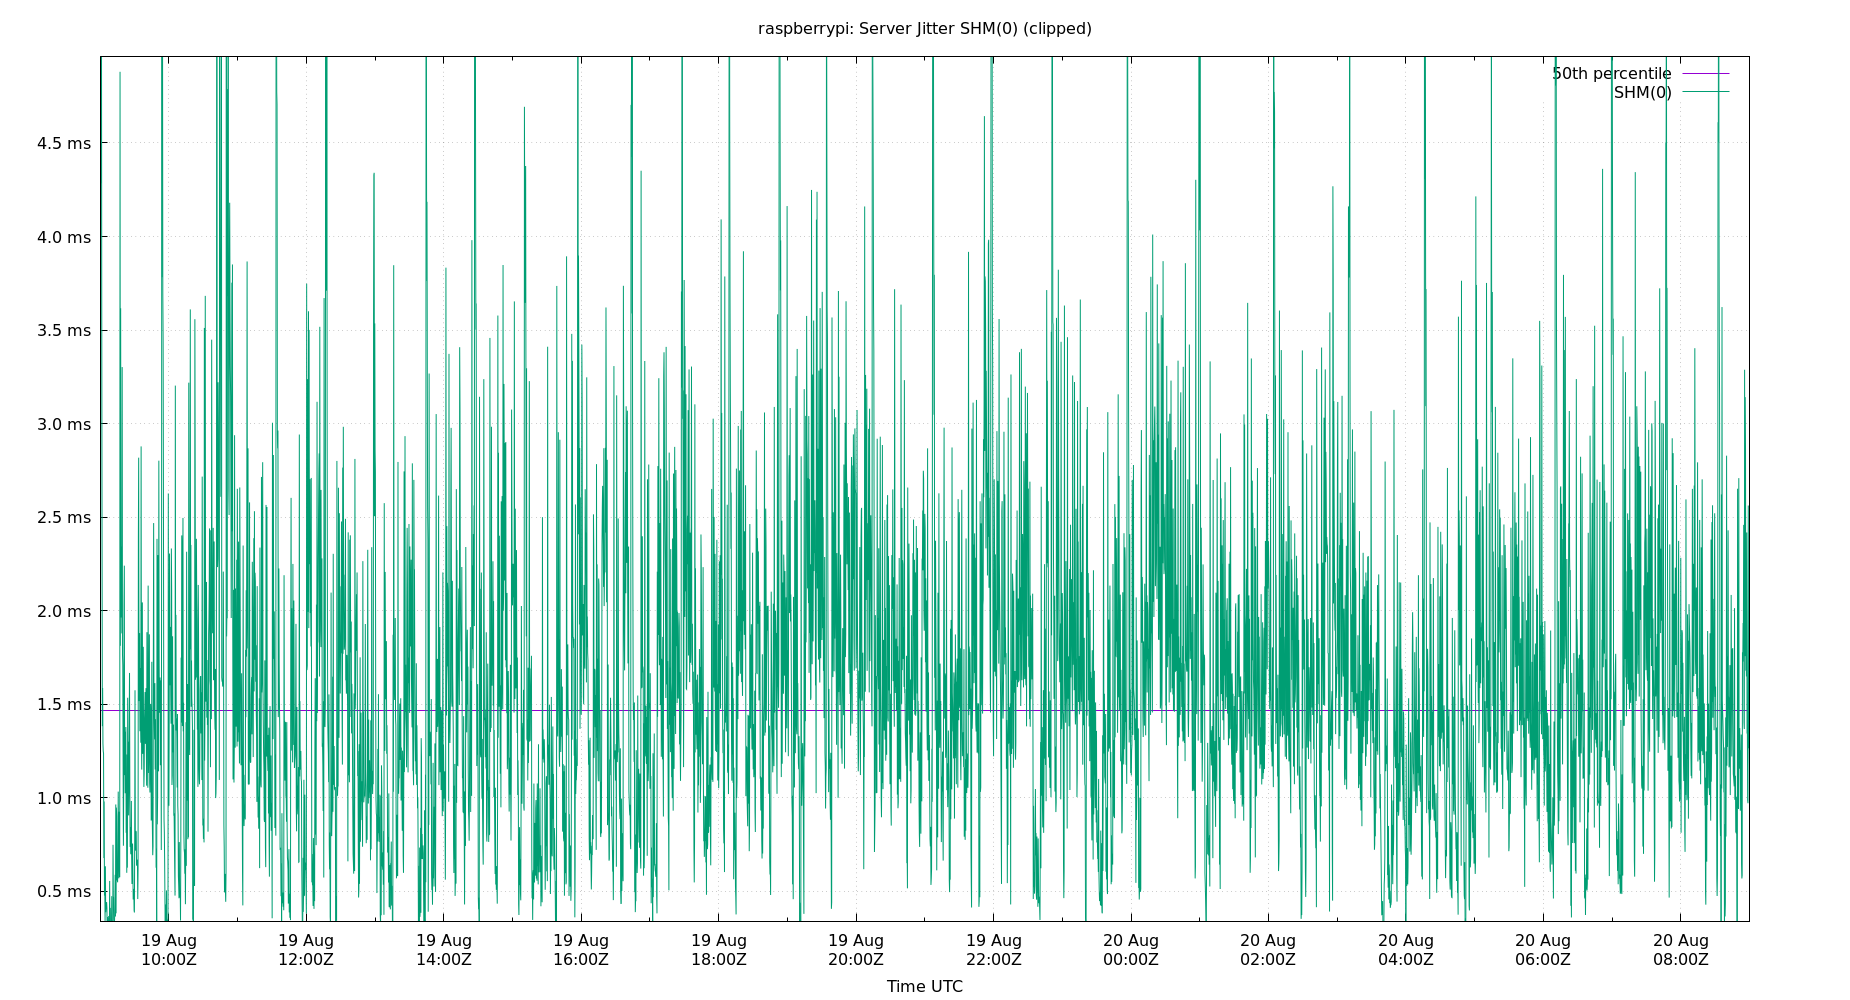 raspberrypi: Server Jitter SHM(0) (clipped)
50th percentile
SHM(0)
4.5 ms
4.0 ms
3.5 ms
3.0 ms
2.5 ms
2.0 ms
1.5 ms
1.0 ms
0.5 ms
19 Aug 19 Aug 19 Aug 19 Aug 19 Aug 19 Aug 19 Aug 20 Aug 20 Aug 20 Aug 20 Aug 20 Aug
10:00Z 12:00Z 14:00Z 16:00Z 18:00Z 20:00Z 22:00Z 00:00Z 02:00Z 04:00Z 06:00Z 08:00Z
Time UTC